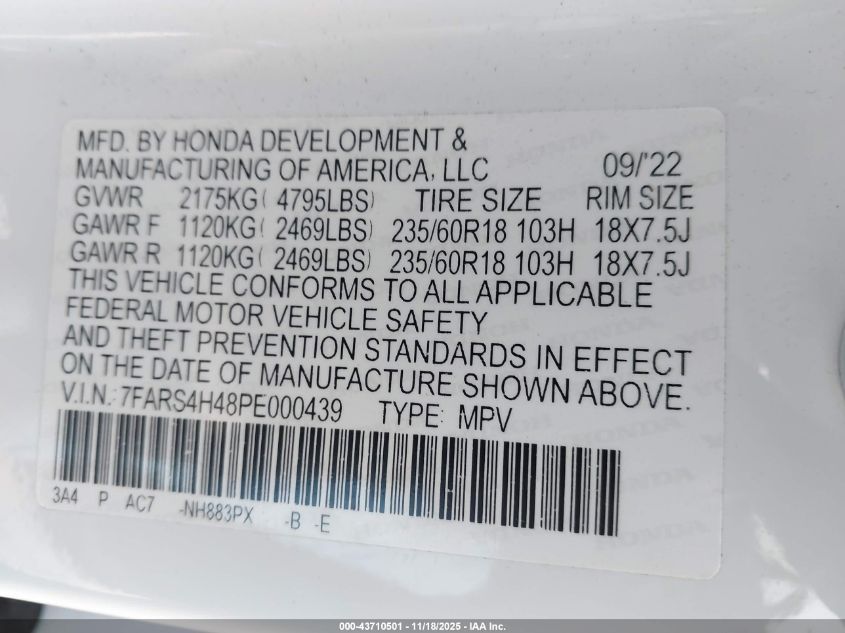 MFD. BY HONDA DEVELOPMENT &
MANUFACTURING OF AMERICA, LLC 09/'22
GVWR 2175KG( 4795LBS) TIRE SIZE RIM SIZE
GAWR F 1120KG( 2469LBS) 235/60R18 103H 18X7.5J
GAWR R 1120KG( 2469LBS) 235/60R18 103H 18X7.5J
THIS VEHICLE CONFORMS TO ALL APPLICABLE
FEDERAL MOTOR VEHICLE SAFETY
AND THEFT PREVENTION STANDARDS IN EFFECT
ON THE DATE OF MANUFACTURE SHOWN ABOVE.
V.I.N.: 7FARS4H48PE000439 TYPE: MPV
3A4 P AC7 -NH883PX -B -E
000-43710501 - 11/18/2025 - IAA Inc.